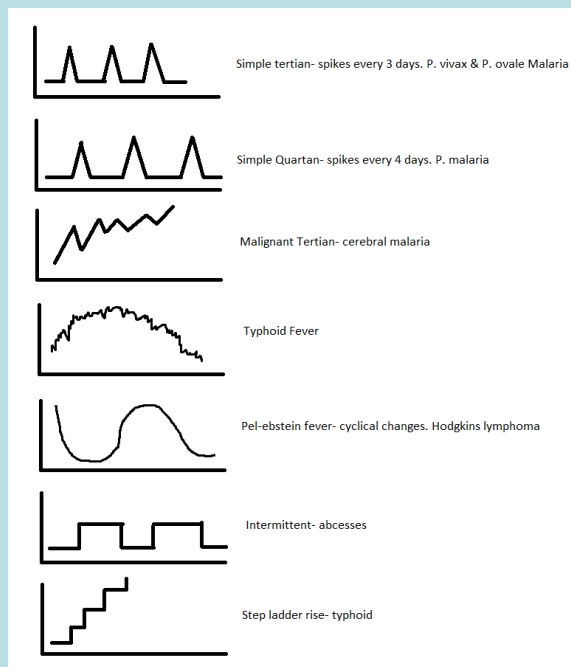 Simple tertian- spikes every 3 days. P. vivax & P. ovale Malaria
Simple Quartan- spikes every 4 days. P. malaria
Malignant Tertian- cerebral malaria
Typhoid Fever
Pel-ebstein fever- cyclical changes. Hodgkins lymphoma
Intermittent- abcesses
Step ladder rise- typhoid